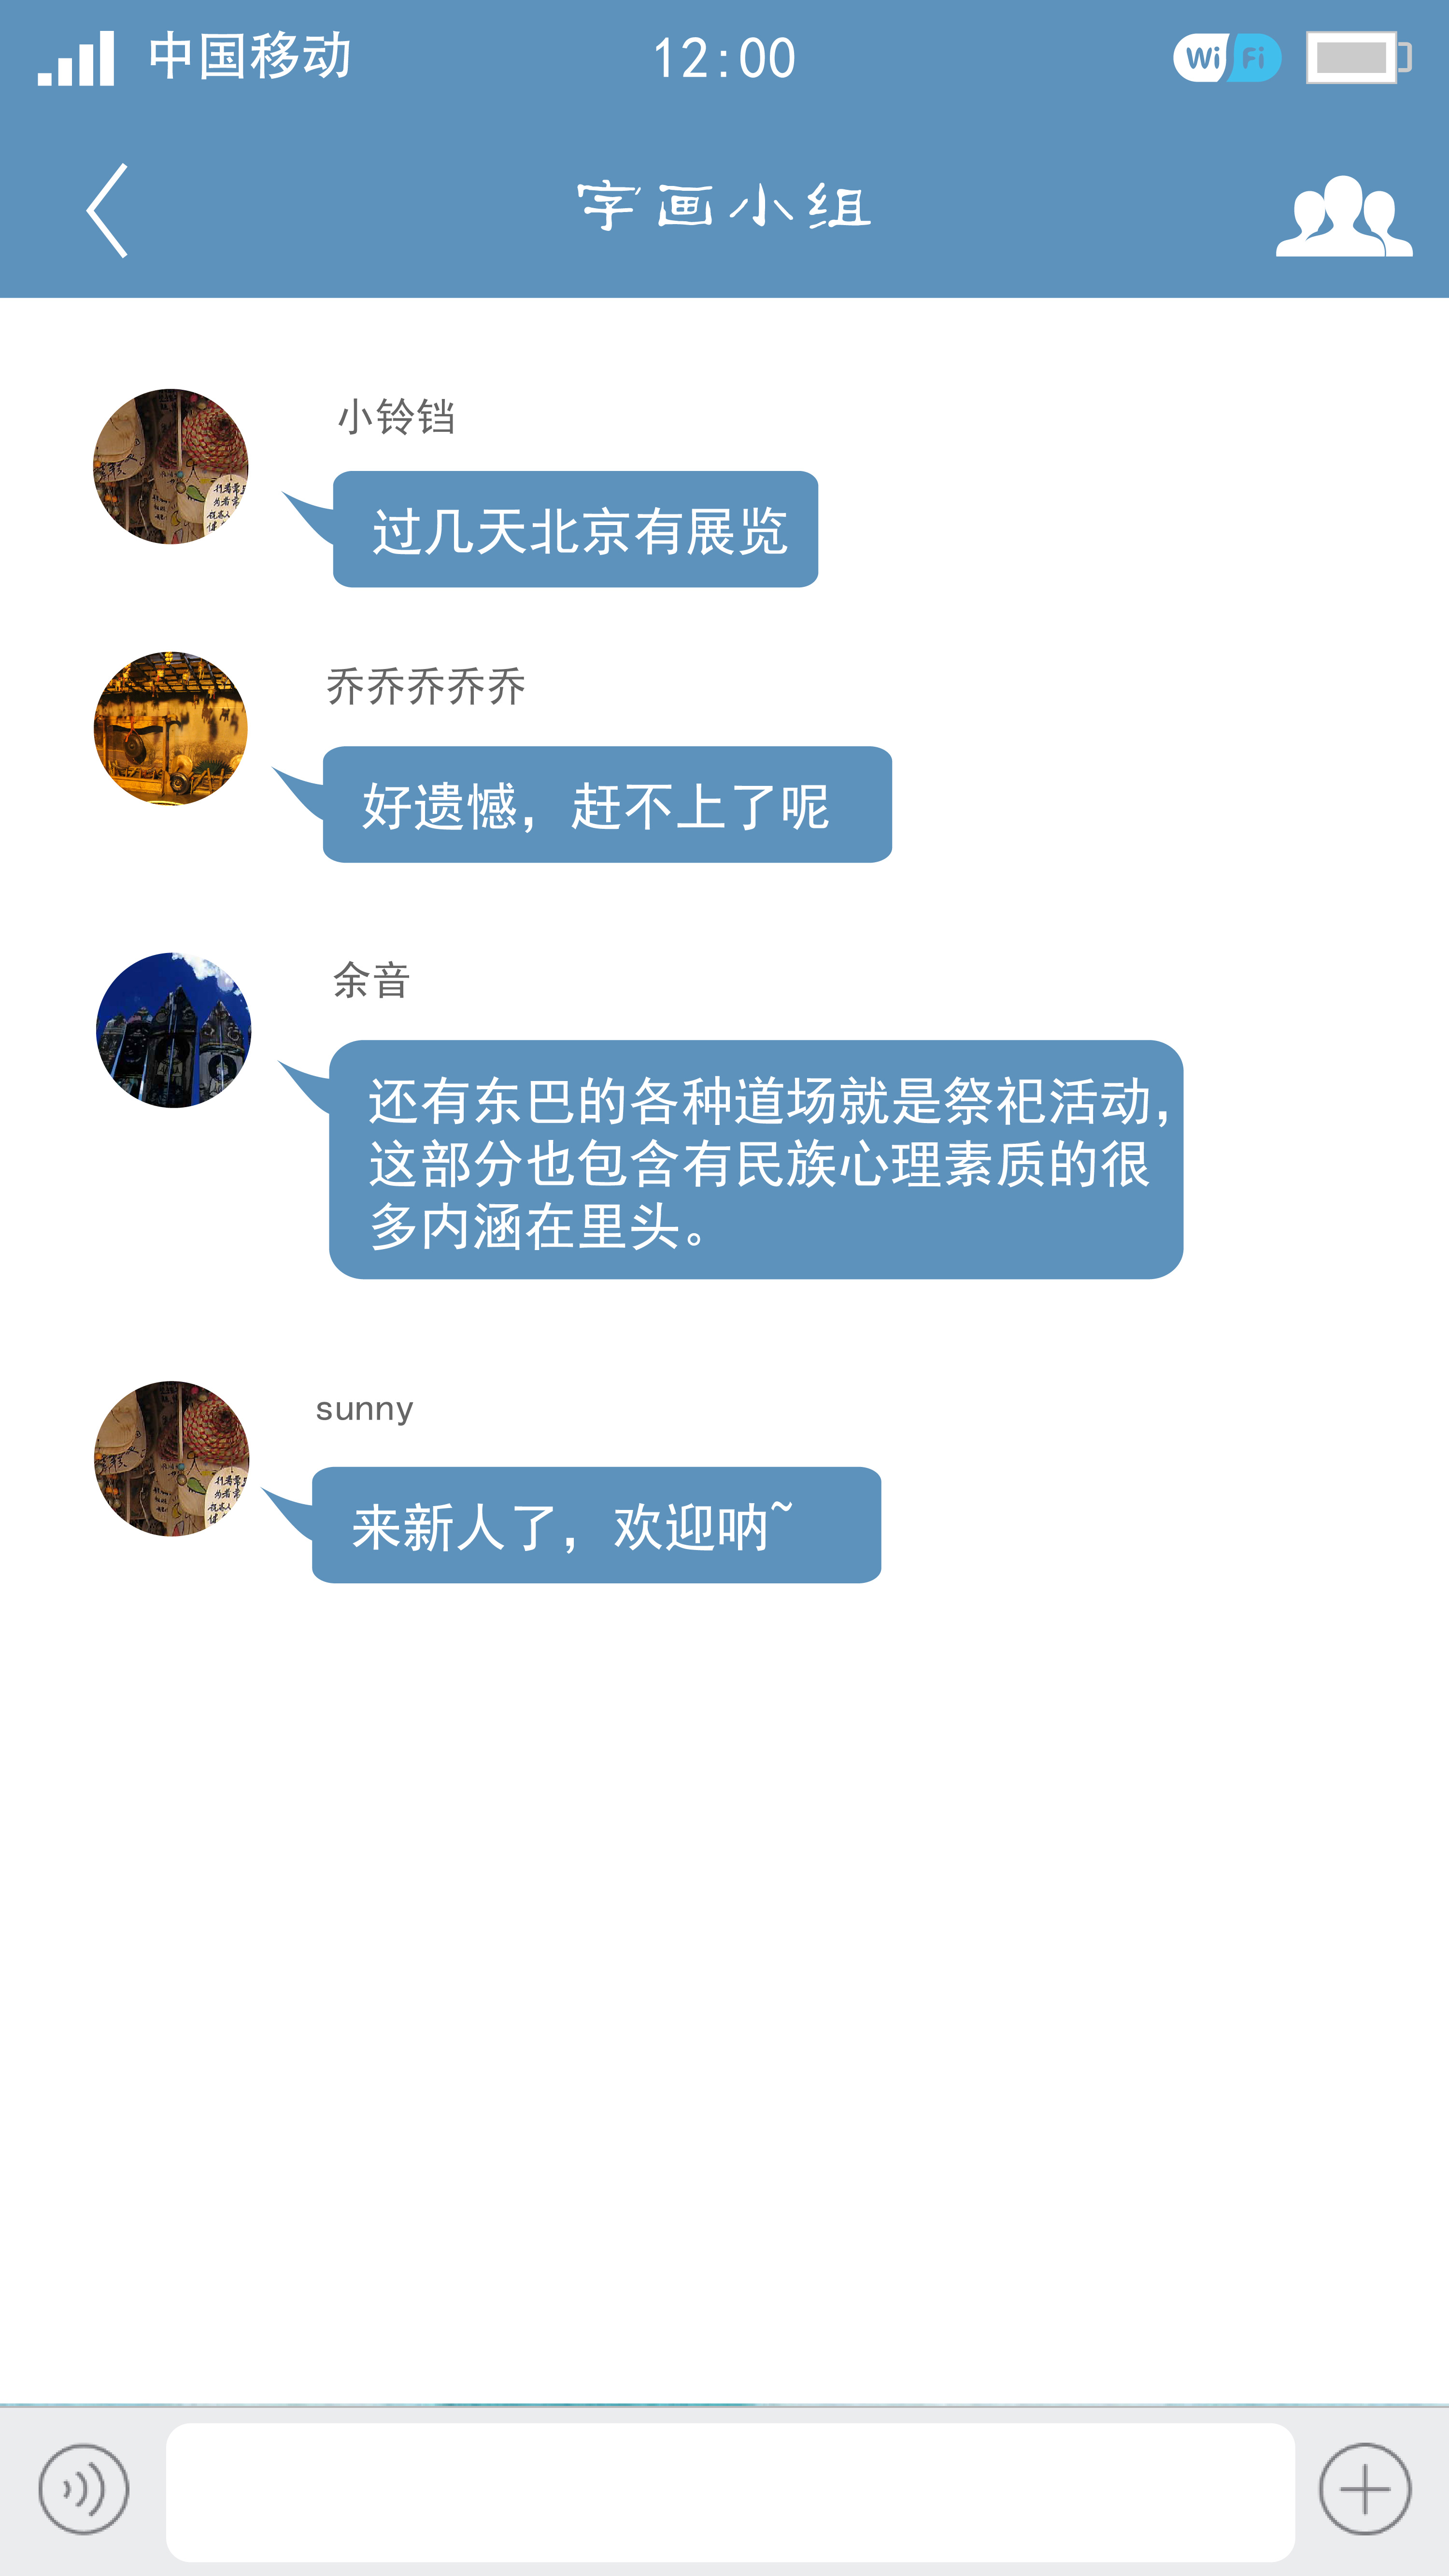 中国移动
12:00
WiFi
字画小组
小铃铛
过几天北京有展览
乔乔乔乔乔
好遗憾，赶不上了呢
余音
还有东巴的各种道场就是祭祀活动，
这部分也包含有民族心理素质的很
多内涵在里头。
sunny
来新人了，欢迎呐~